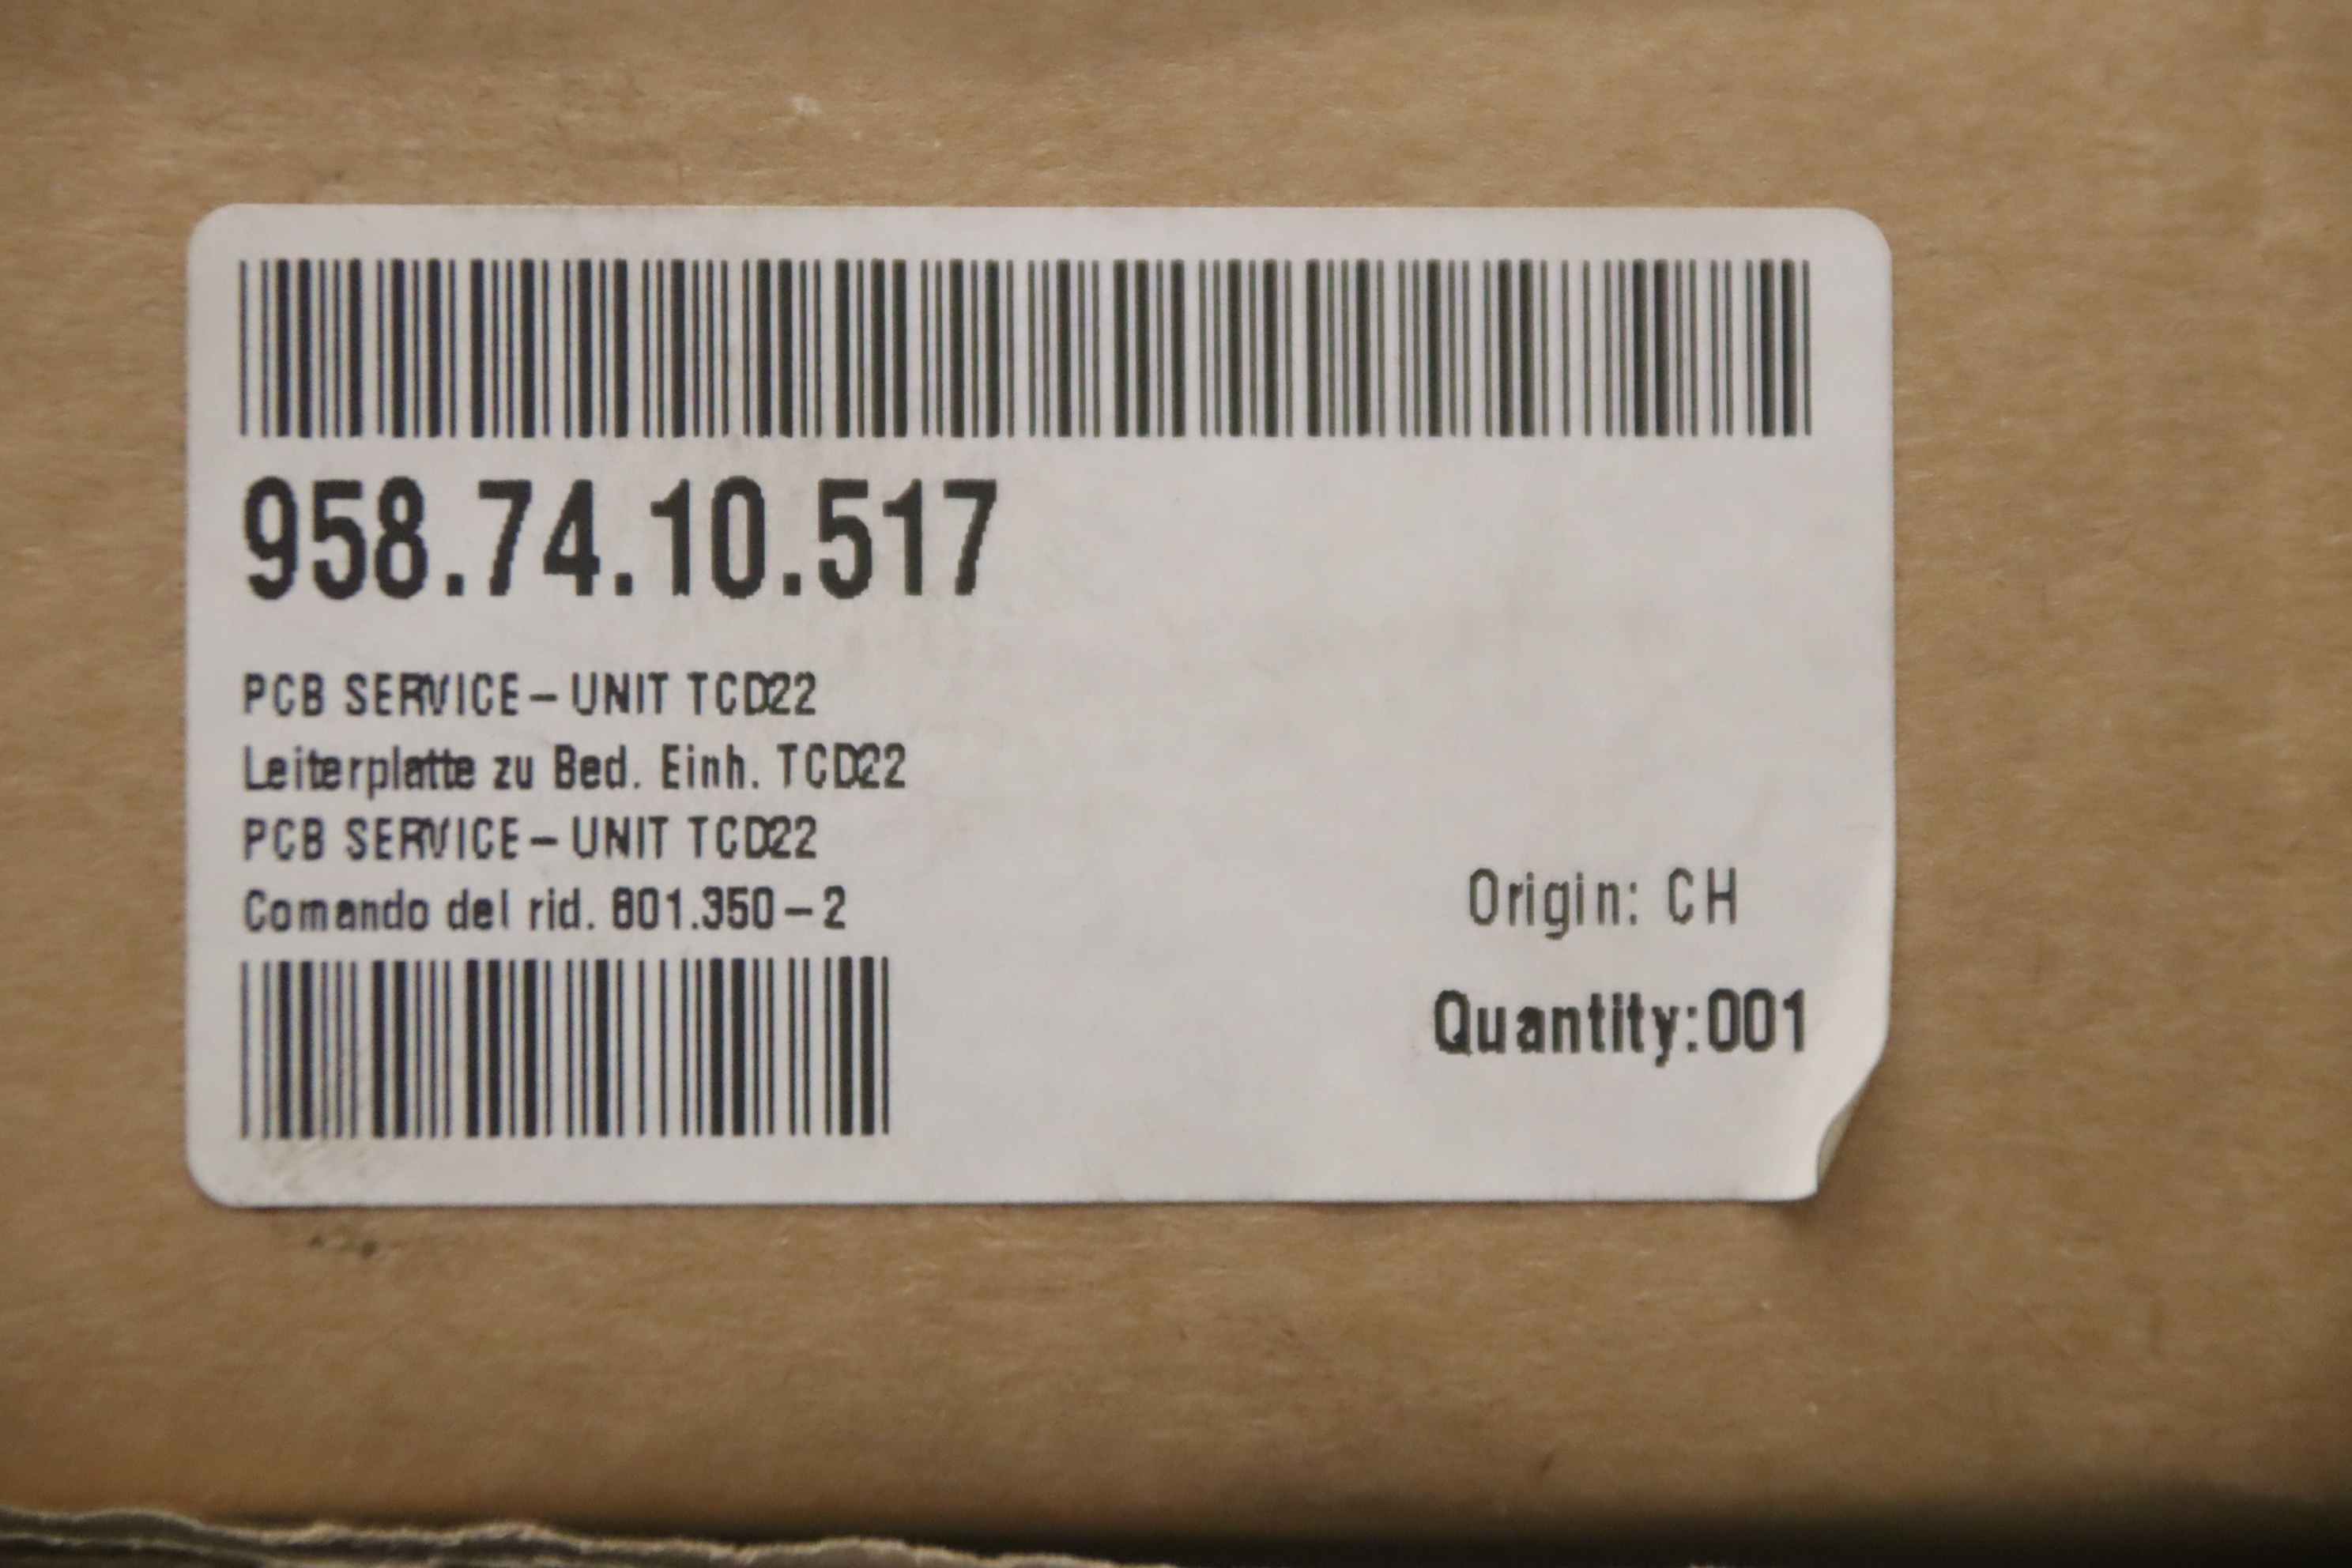 958.74.10.517
PCB SERVICE-UNIT TCD22
Leiterplatte zu Bed. Einh. TCD22
PCB SERVICE-UNIT TCD22
Comando del rid. 801.350-2
Origin: CH
Quantity:001